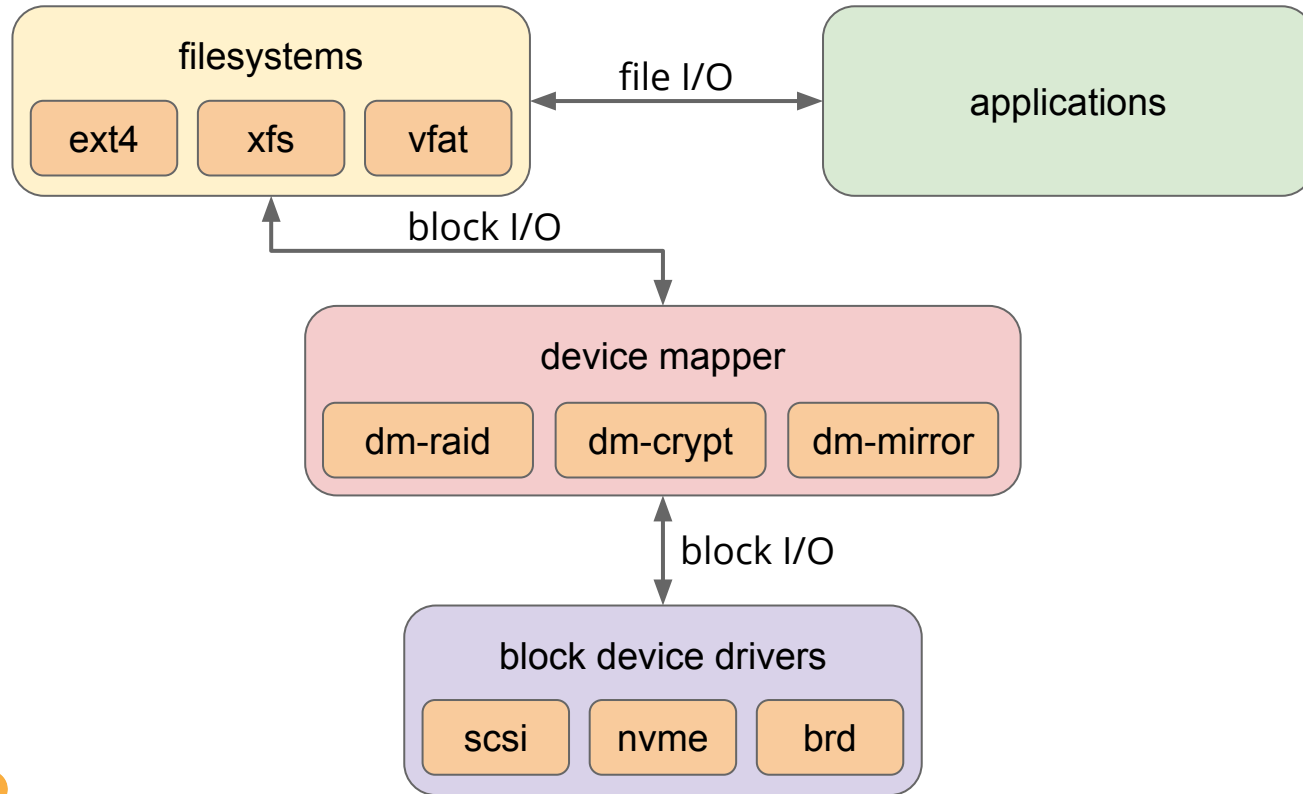 filesystems
ext4 xfs vfat
file I/O
applications
block I/O
device mapper
dm-raid dm-crypt dm-mirror
block I/O
block device drivers
scsi nvme brd